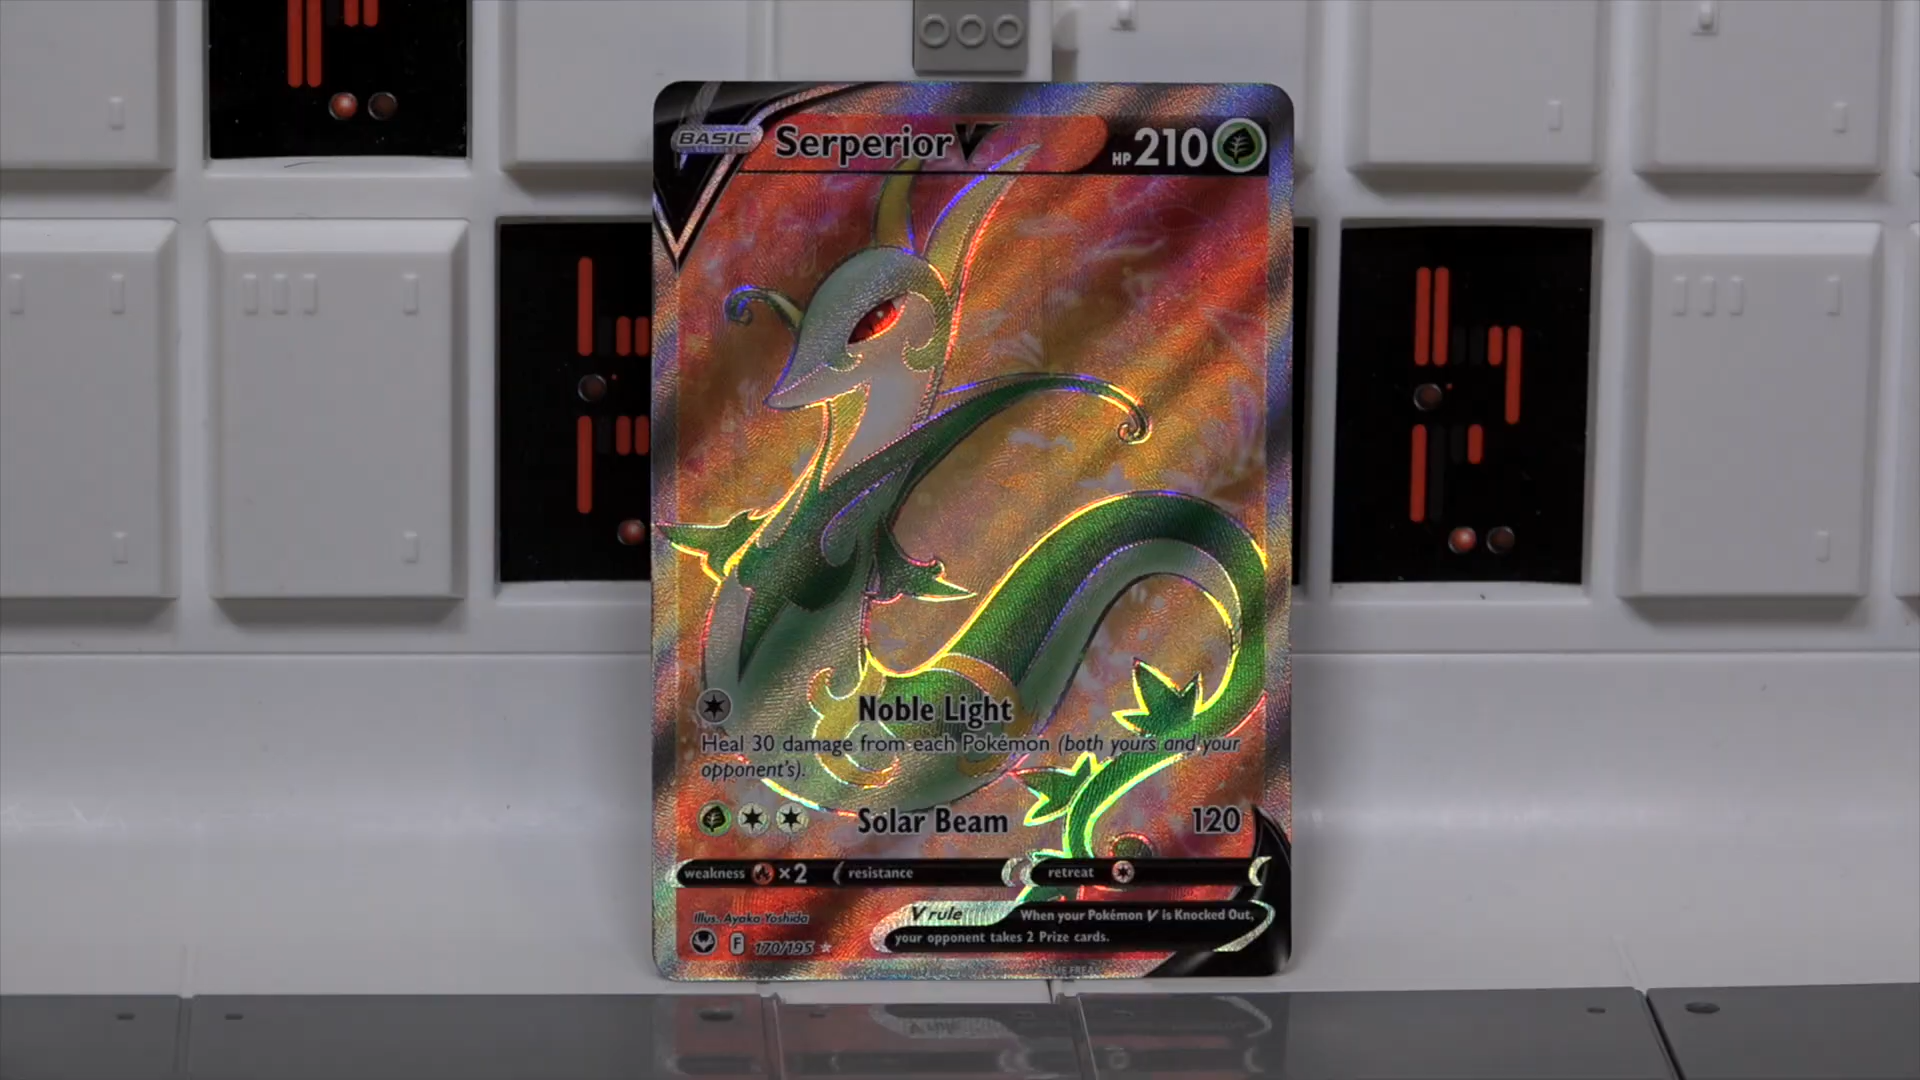 BASIC Serperior V HP 210
Noble Light
Heal 30 damage from each Pokémon (both yours and your
opponent's).
Solar Beam 120
weakness ×2 resistance retreat
Illus. Ayaka Yoshida
V rule When your Pokémon V is Knocked Out,
your opponent takes 2 Prize cards.
F 170/195